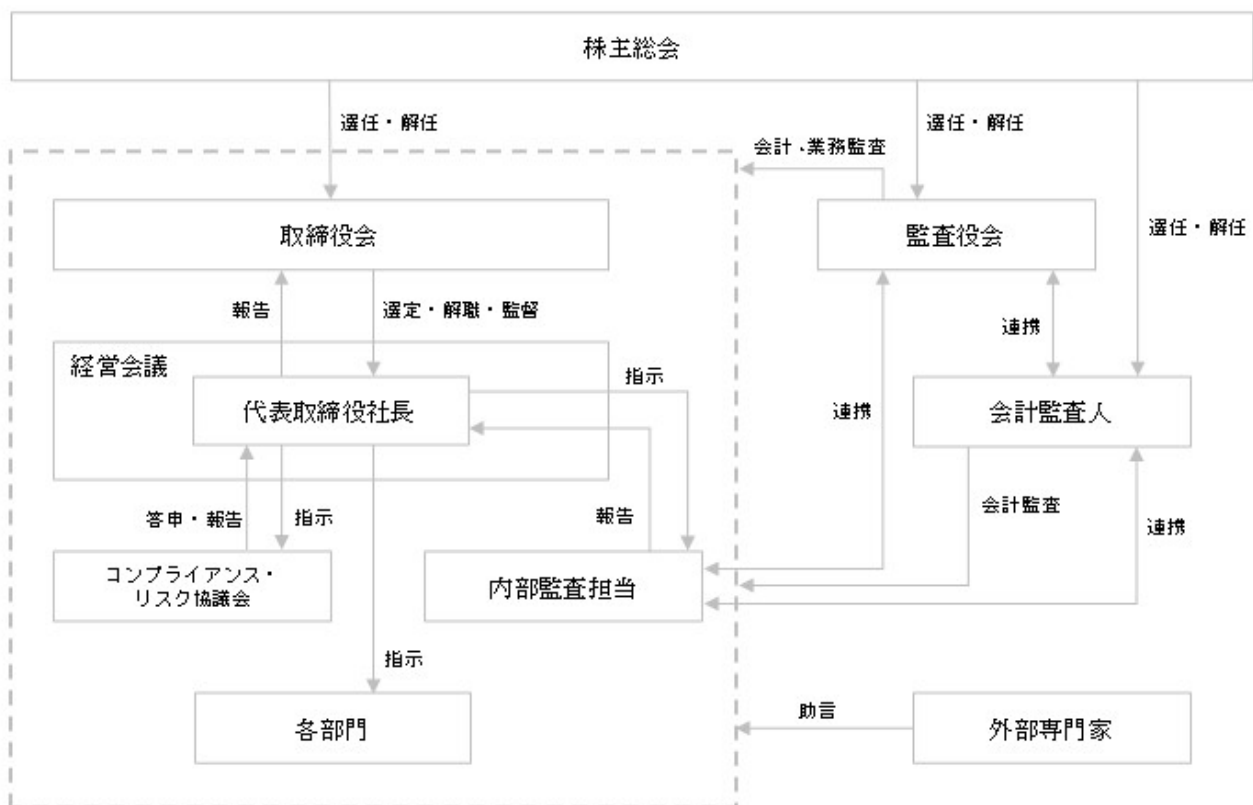 株主総会
選任・解任
選任・解任
会計・業務監査
取締役会
監査役会
選任・解任
報告
選定・解職・監督
連携
経営会議
指示
代表取締役社長
連携
会計監査人
答申・報告
指示
報告
会計監査
連携
コンプライアンス・
リスク協議会
内部監査担当
指示
各部門
助言
外部専門家